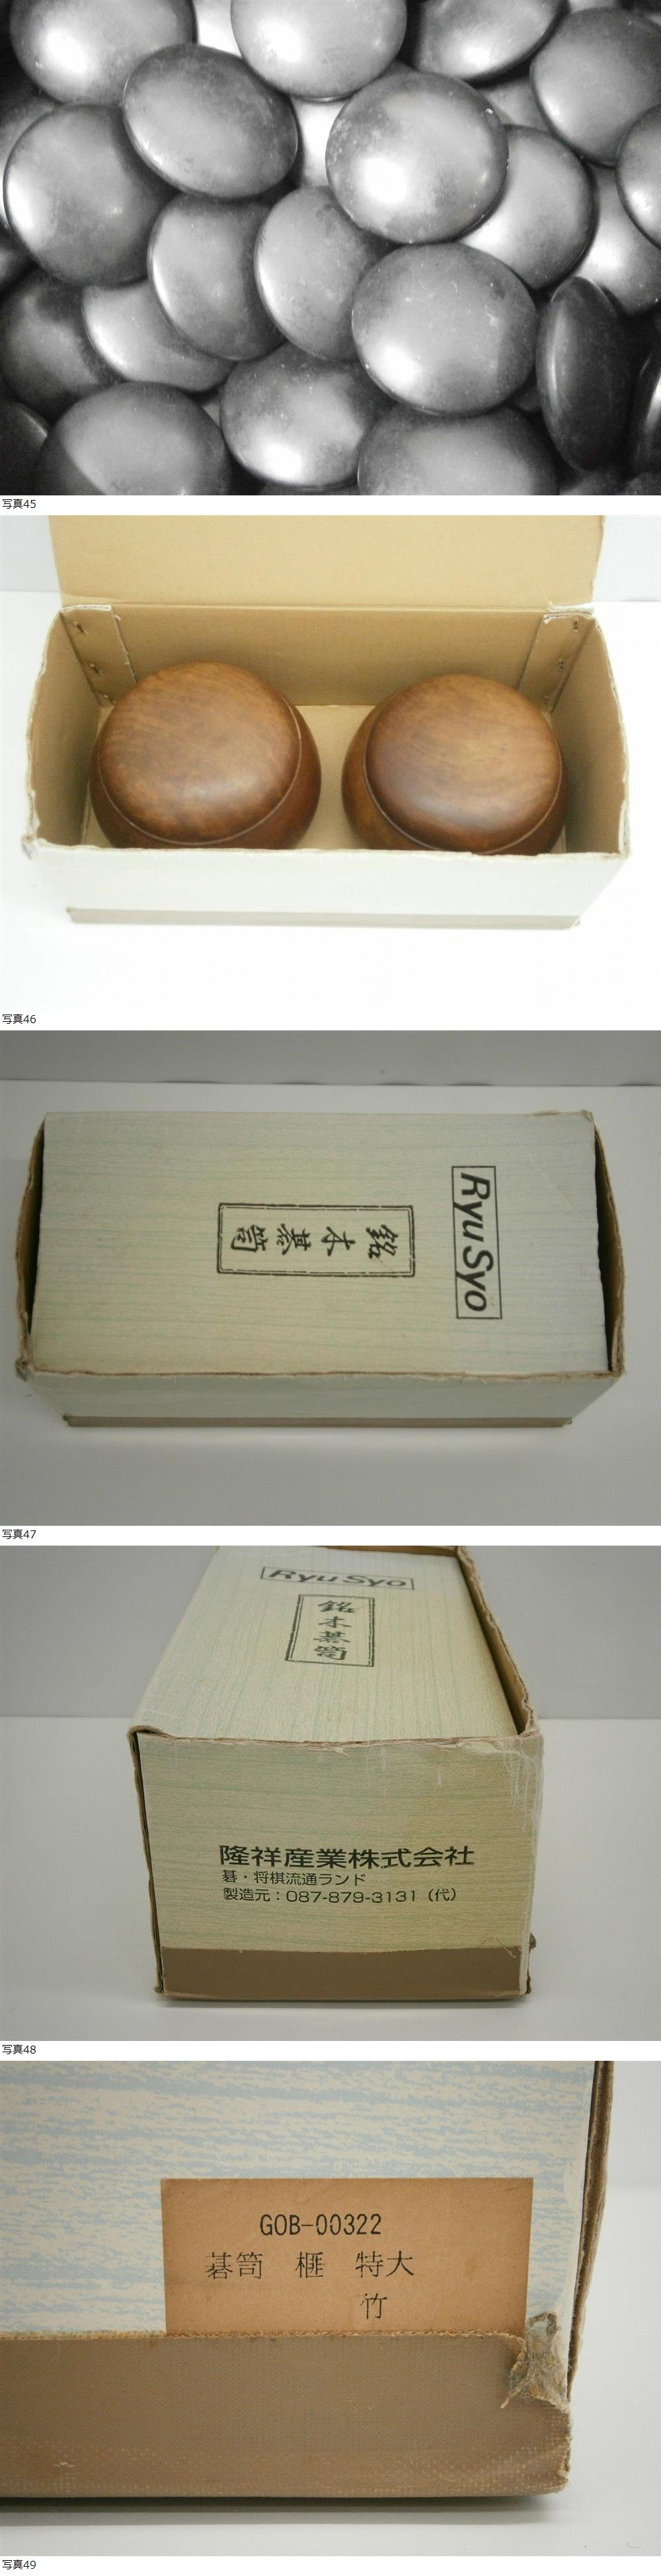 写真45
写真46
Ryu Syo
銘木碁笥
写真47
Ryu Syo
銘木碁笥
隆祥産業株式会社
碁・将棋流通ランド
製造元：087-879-3131（代）
写真48
GOB-00322
碁笥　榧　特大
竹
写真49